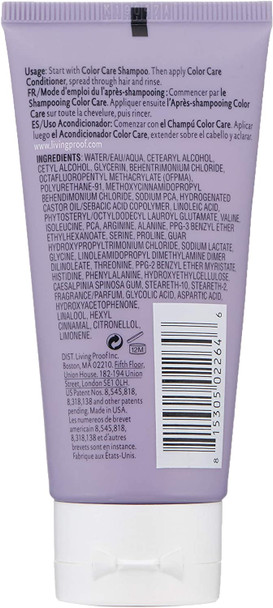 Usage: Start with Color Care Shampoo. Then apply Color Care
Conditioner, spread through hair and rinse.
FR/Mode d'emploi du l'après-shampooing : Commencer par le
Shampooing Color Care. Appliquer ensuite l'Après-shampooing Color
Care sur toute la chevelure, puis rincer.
ES/Uso Acondicionador: Comenzar con el Champú Color Care. Aplicar
luego el Acondicionador Color Care, extender sobre el cabello y aclarar.
www.livingproof.com
INGREDIENTS: WATER/EAU/AQUA, CETEARYL ALCOHOL,
CETYL ALCOHOL, GLYCERIN, BEHENTRIMONIUM CHLORIDE,
OCTAFLUOROPENTYL METHACRYLATE (OFPMA),
POLYURETHANE-91, METHOXYCINNAMIDOPROPYL
BEHENDIMONIUM CHLORIDE, SODIUM PCA, HYDROGENATED
CASTOR OIL/SEBACIC ACID COPOLYMER, LINOLEIC ACID,
PHYTOSTERYL/OCTYLDODECYL LAUROYL GLUTAMATE, VALINE,
ISOLEUCINE, PCA, ARGININE, ALANINE, PPG-3 BENZYL ETHER
ETHYLHEXANOATE, SERINE, PROLINE, GUAR
HYDROXYPROPYLTRIMONIUM CHLORIDE, SODIUM LACTATE,
GLYCINE, LINOLEAMIDOPROPYL DIMETHYLAMINE DIMER
DILINOLEATE, THREONINE, PPG-2 BENZYL ETHER MYRISTATE,
HISTIDINE, PHENYLALANINE, HYDROXYETHYLCELLULOSE,
CAESALPINIA SPINOSA GUM, STEARETH-10, STEARETH-2,
FRAGRANCE/PARFUM, GLYCOLIC ACID, ASPARTIC ACID,
HYDROXYACETOPHENONE,
LINALOOL, HEXYL
CINNAMAL, CITRONELLOL,
LIMONENE.
12M
DIST. Living Proof Inc.
Boston, MA 02210. Fifth Floor,
Union House, 182-194 Union
Street, London SE1 0LH.
US Patent Nos. 8,545,818,
8,318,138 and other patents
pending. Made in USA.
Les numeros de brevet
americain 8,545,818,
8,318,138 et d'autres
brevets sont en instance.
Fabrique aux États-Unis.
8 15305 02264 6